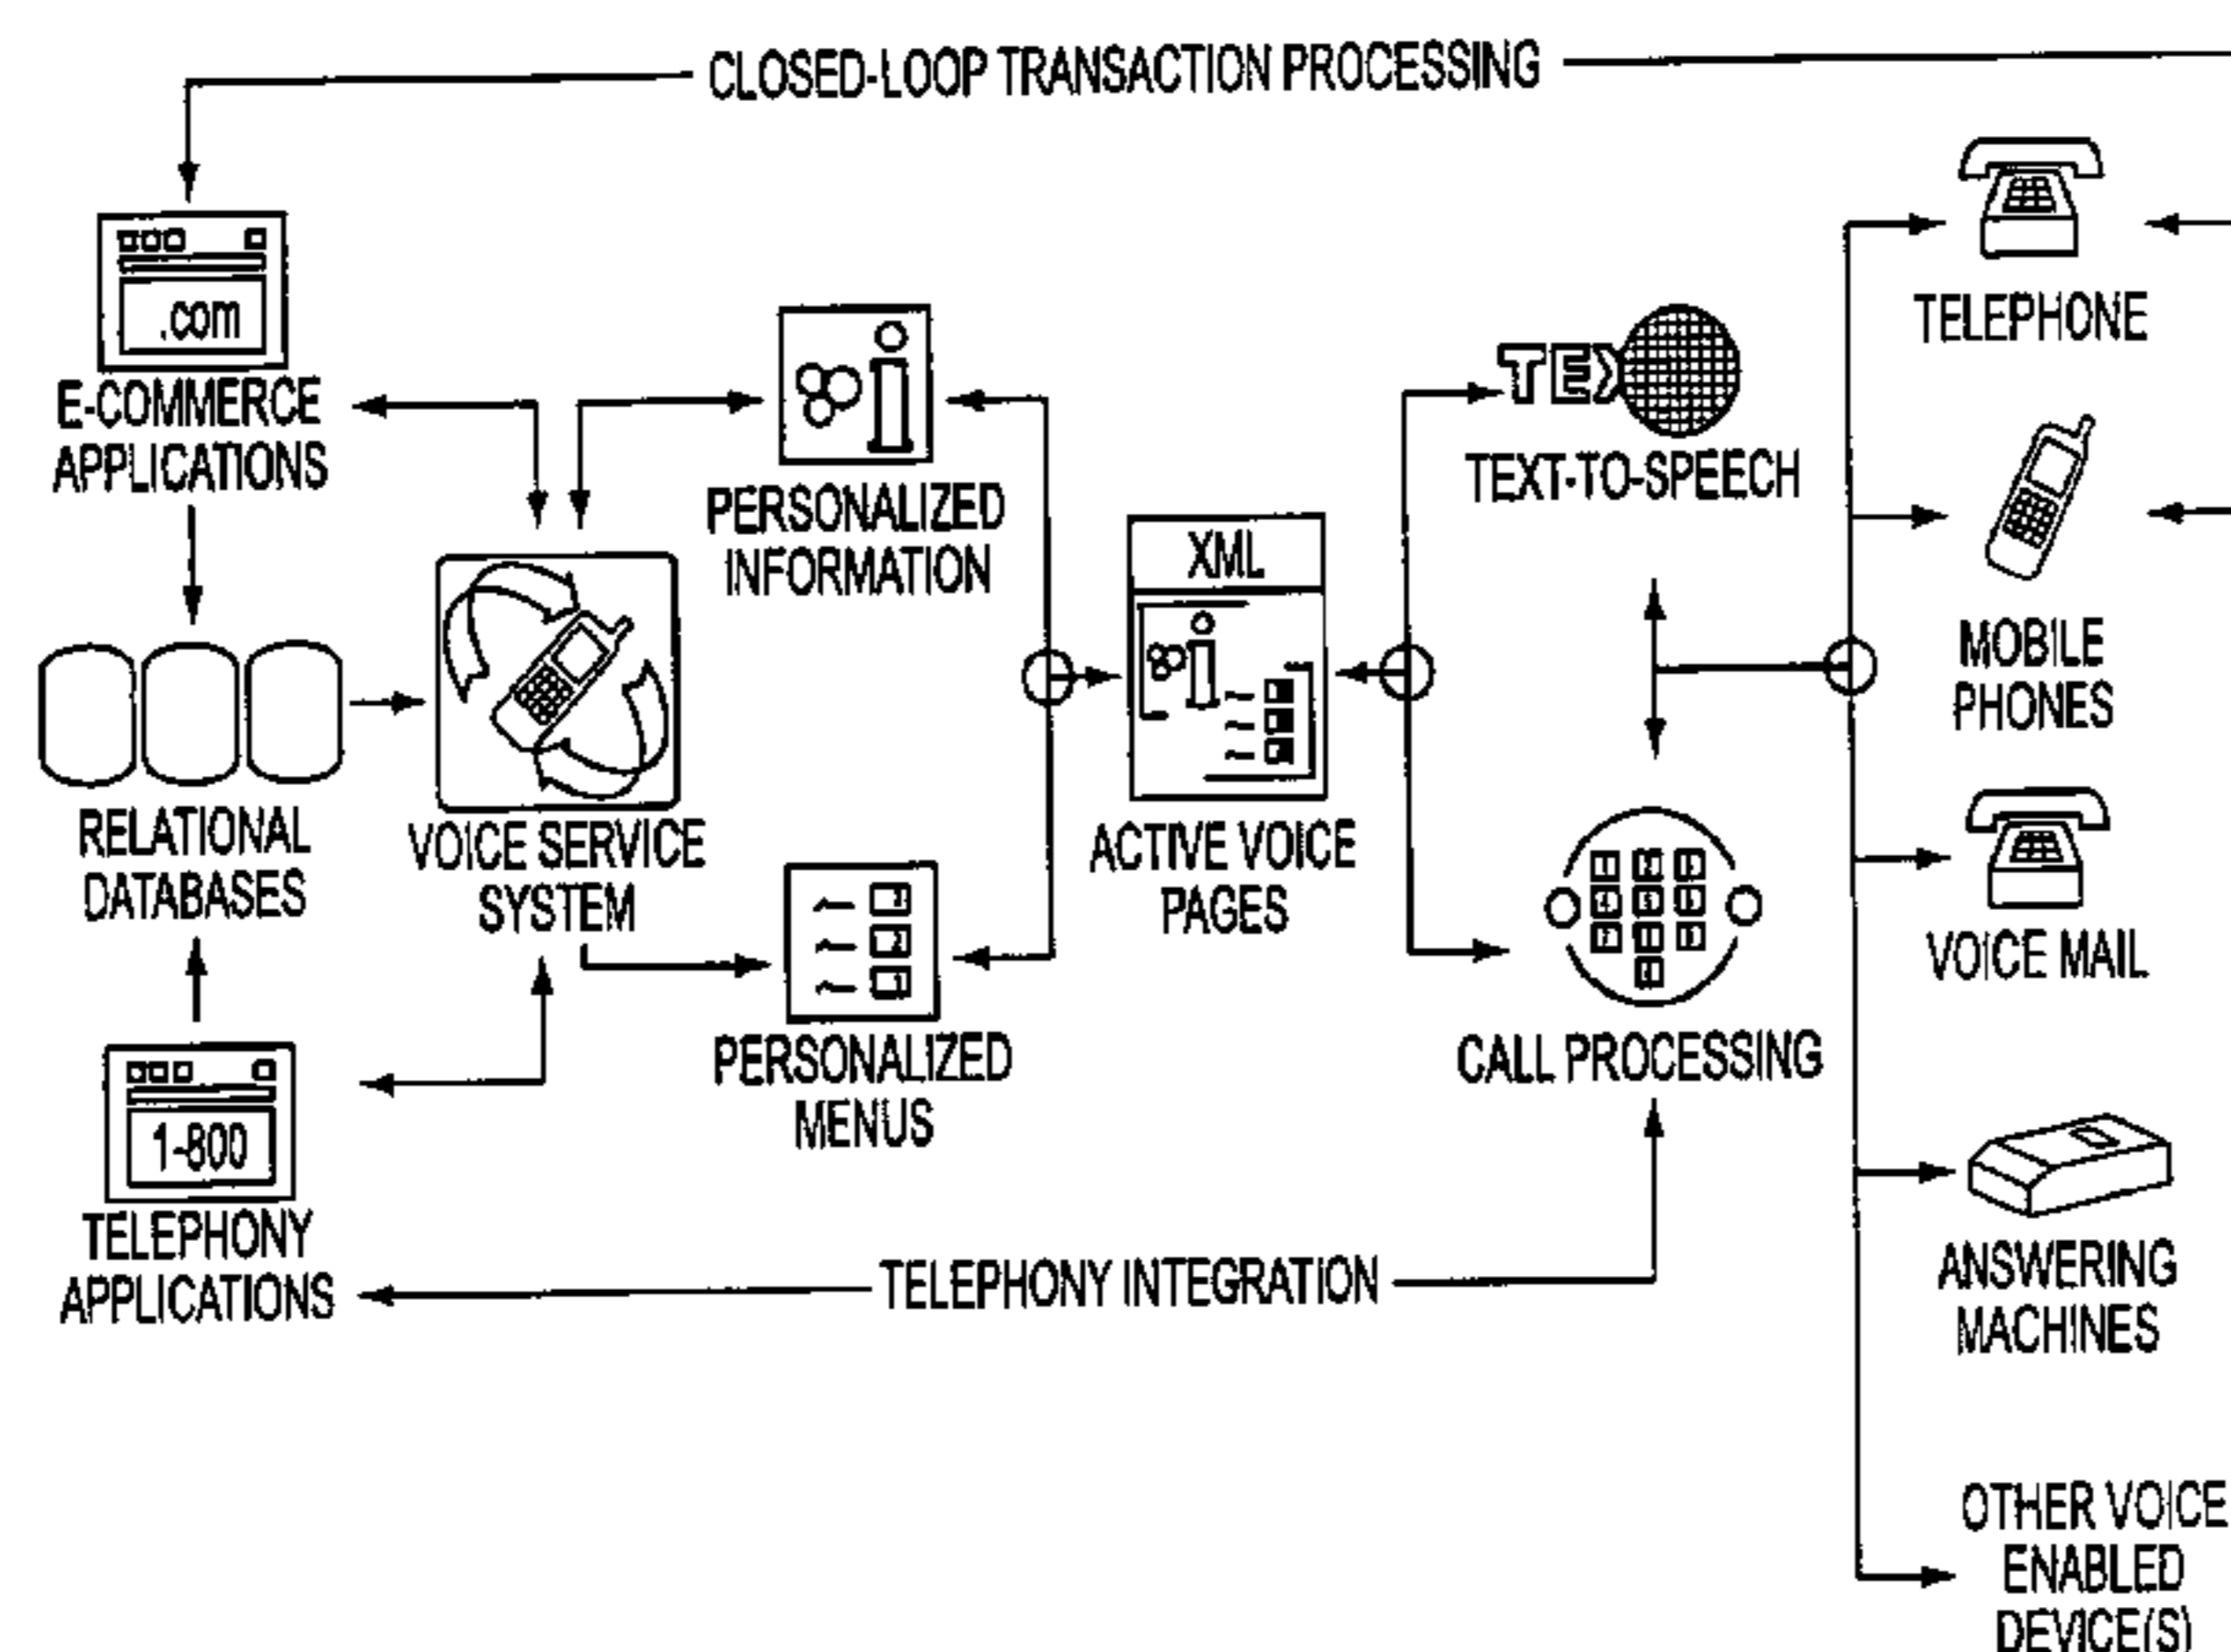 CLOSED-LOOP TRANSACTION PROCESSING
.com
E-COMMERCE
APPLICATIONS
PERSONALIZED
INFORMATION
XML
TEX
TEXT-TO-SPEECH
TELEPHONE
MOBILE
PHONES
RELATIONAL
DATABASES
VOICE SERVICE
SYSTEM
ACTIVE VOICE
PAGES
VOICE MAIL
PERSONALIZED
MENUS
CALL PROCESSING
1-800
TELEPHONY
APPLICATIONS
TELEPHONY INTEGRATION
ANSWERING
MACHINES
OTHER VOICE
ENABLED
DEVICE(S)